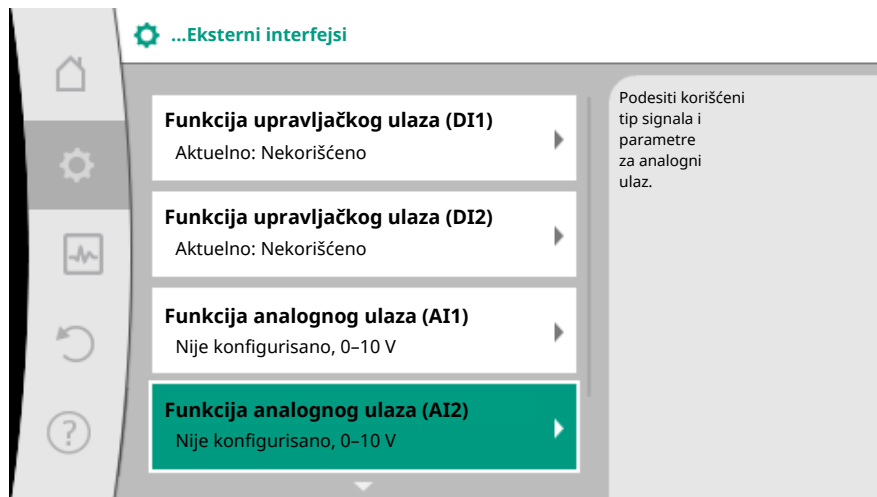 ...Eksterni interfejsi
Funkcija upravljačkog ulaza (DI1)
Aktuelno: Nekorišćeno
Funkcija upravljačkog ulaza (DI2)
Aktuelno: Nekorišćeno
Funkcija analognog ulaza (AI1)
Nije konfigurisano, 0–10 V
Funkcija analognog ulaza (AI2)
Nije konfigurisano, 0–10 V
Podesiti korišćeni
tip signala i
parametre
za analogni
ulaz.